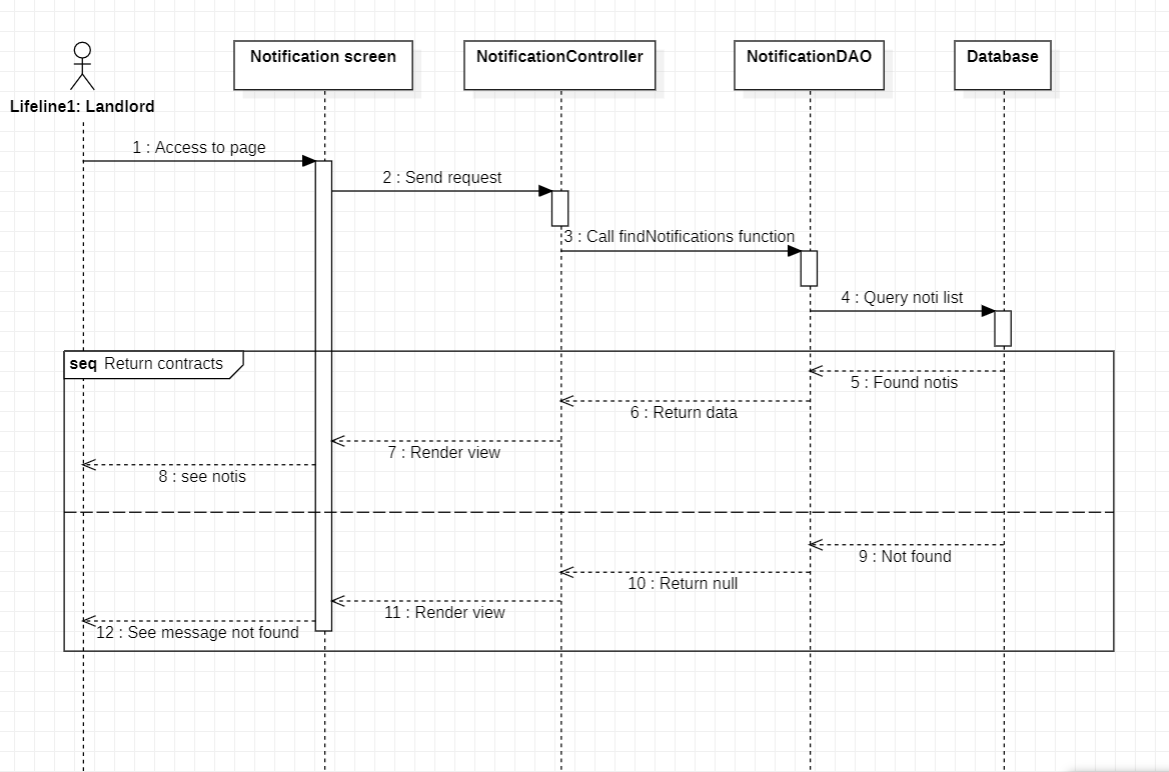 Notification screen
NotificationController
NotificationDAO
Database
Lifeline1: Landlord
1 : Access to page
2 : Send request
3 : Call findNotifications function
4 : Query noti list
seq Return contracts
5 : Found notis
6 : Return data
7 : Render view
8 : see notis
9 : Not found
10 : Return null
11 : Render view
12 : See message not found